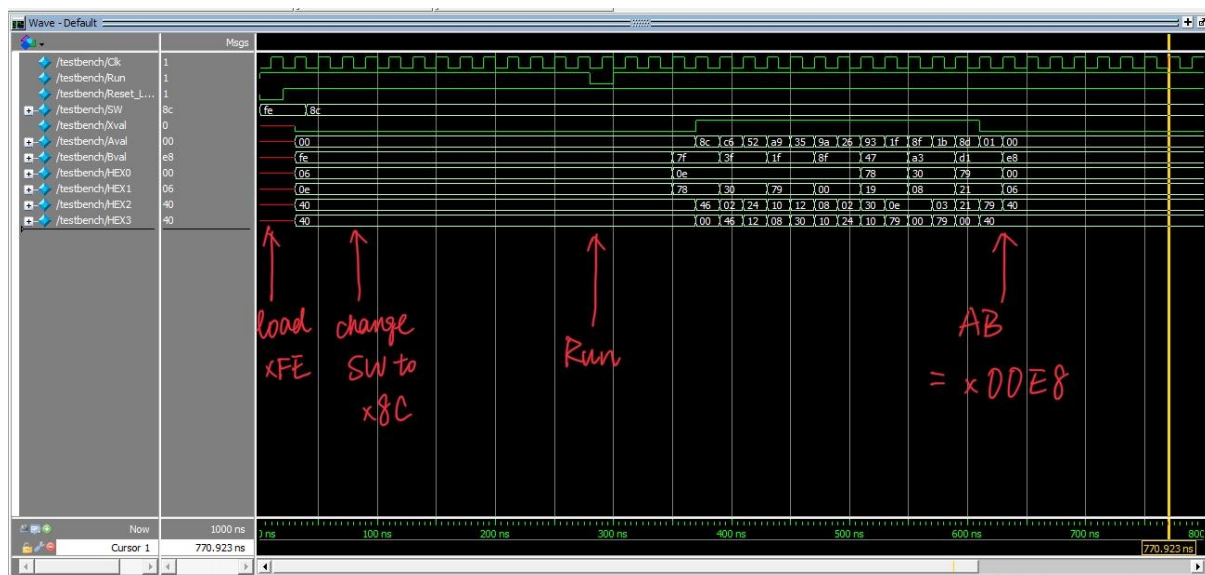 Wave - Default
Msgs
/testbench/Clk 1
/testbench/Run 1
/testbench/Reset_L... 1
/testbench/SW 8c fe 8c
/testbench/Xval 0
/testbench/Aval 00 00 8c c6 52 a9 35 9a 26 93 1f 8f 1b 8d 01 00
/testbench/Bval e8 fe 7f 3f 1f 8f 47 a3 d1 e8
/testbench/HEX0 00 06 0e 78 30 79 00
/testbench/HEX1 06 0e 78 30 79 00 19 08 21 06
/testbench/HEX2 40 40 46 02 24 10 12 08 02 30 0e 03 21 79 40
/testbench/HEX3 40 40 00 46 12 08 30 10 24 10 79 00 79 00 40
load change Run AB
xFE SW to = x00E8
x8C
Now 1000 ns ns 100 ns 200 ns 300 ns 400 ns 500 ns 600 ns 700 ns 800
Cursor 1 770.923 ns 770.923 ns